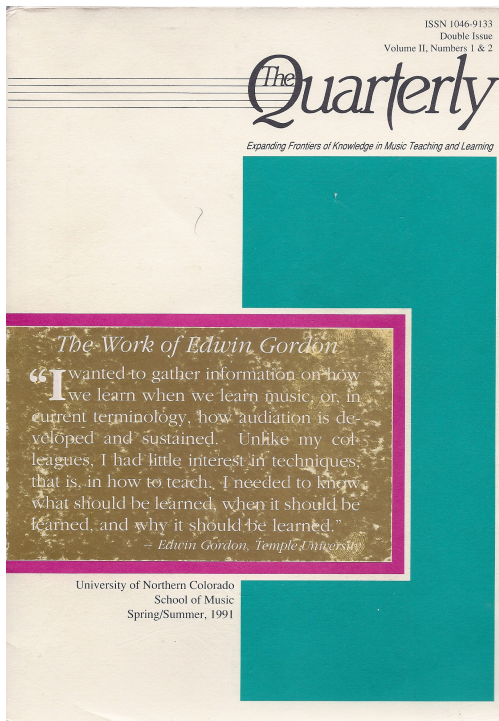 ISSN 1046-9133
Double Issue
Volume II, Numbers 1 & 2
The
Quarterly
Expanding Frontiers of Knowledge in Music Teaching and Learning
The Work of Edwin Gordon
“I wanted to gather information on how
we learn when we learn music, or, in
current terminology, how audiation is de-
veloped and sustained. Unlike my col-
leagues, I had little interest in techniques,
that is, in how to teach. I needed to know
what should be learned, when it should be
learned, and why it should be learned.”
– Edwin Gordon, Temple University
University of Northern Colorado
School of Music
Spring/Summer, 1991